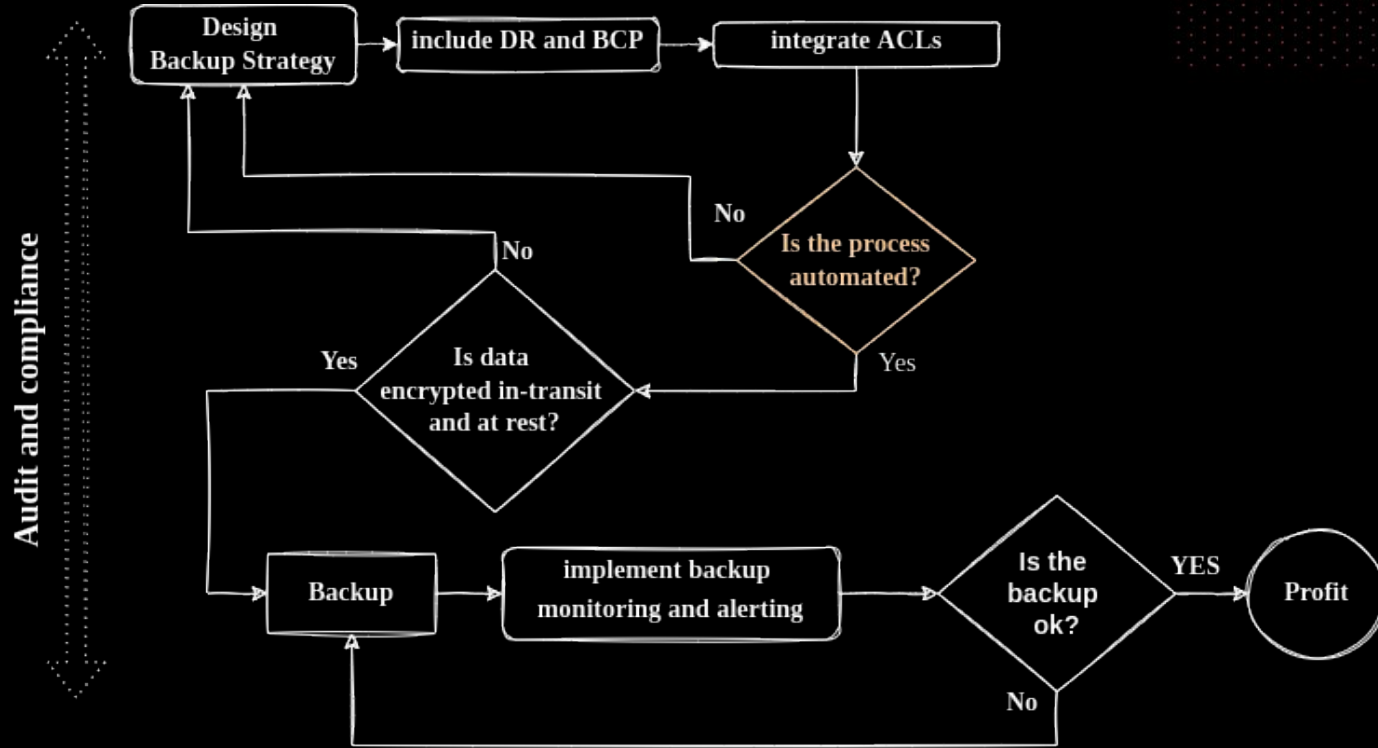 Design
Backup Strategy
include DR and BCP
integrate ACLs
No
Is the process
automated?
Yes
No
Is data
encrypted in-transit
and at rest?
Yes
Audit and compliance
Backup
implement backup
monitoring and alerting
Is the
backup
ok?
YES
Profit
No